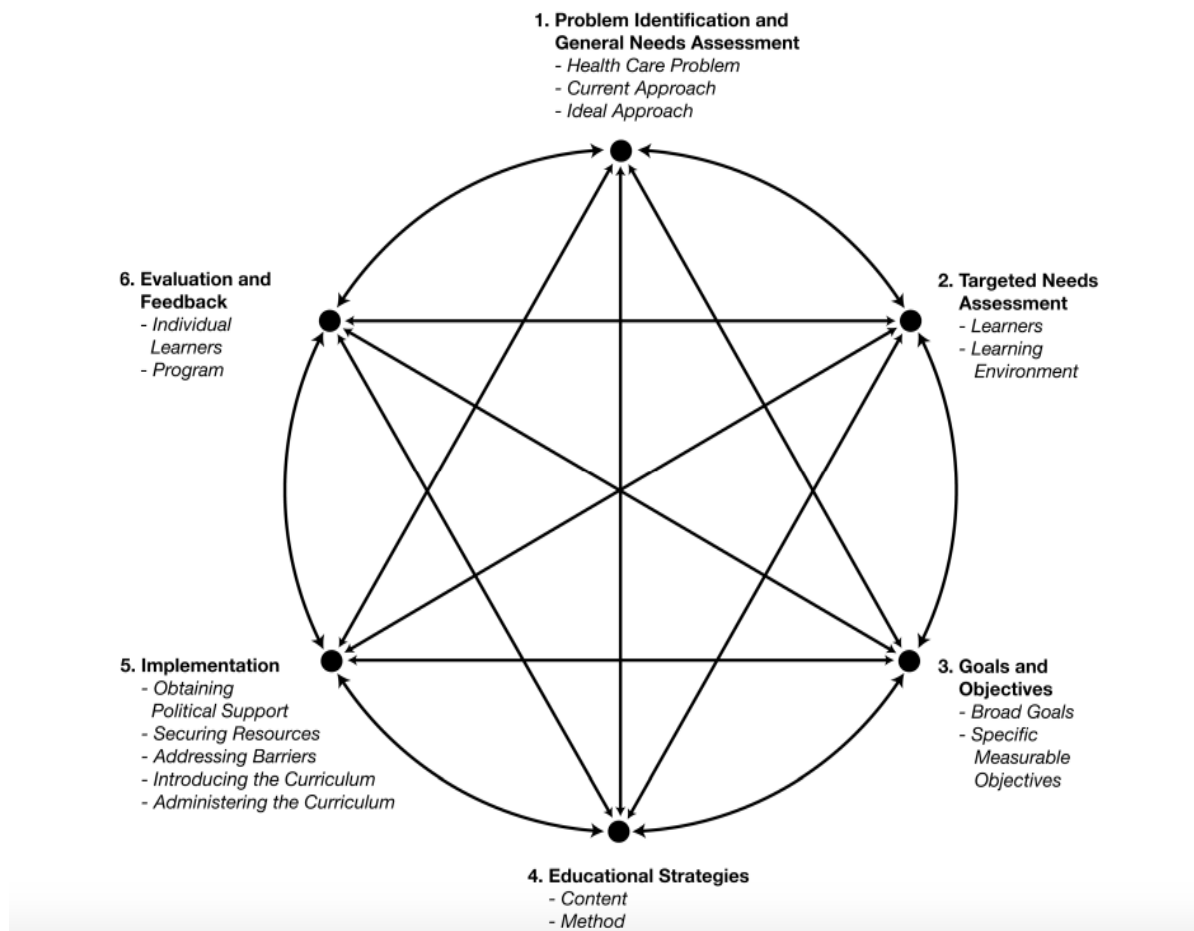 1. Problem Identification and
General Needs Assessment
- Health Care Problem
- Current Approach
- Ideal Approach
2. Targeted Needs
Assessment
- Learners
- Learning
Environment
3. Goals and
Objectives
- Broad Goals
- Specific
Measurable
Objectives
4. Educational Strategies
- Content
- Method
5. Implementation
- Obtaining
Political Support
- Securing Resources
- Addressing Barriers
- Introducing the Curriculum
- Administering the Curriculum
6. Evaluation and
Feedback
- Individual
Learners
- Program